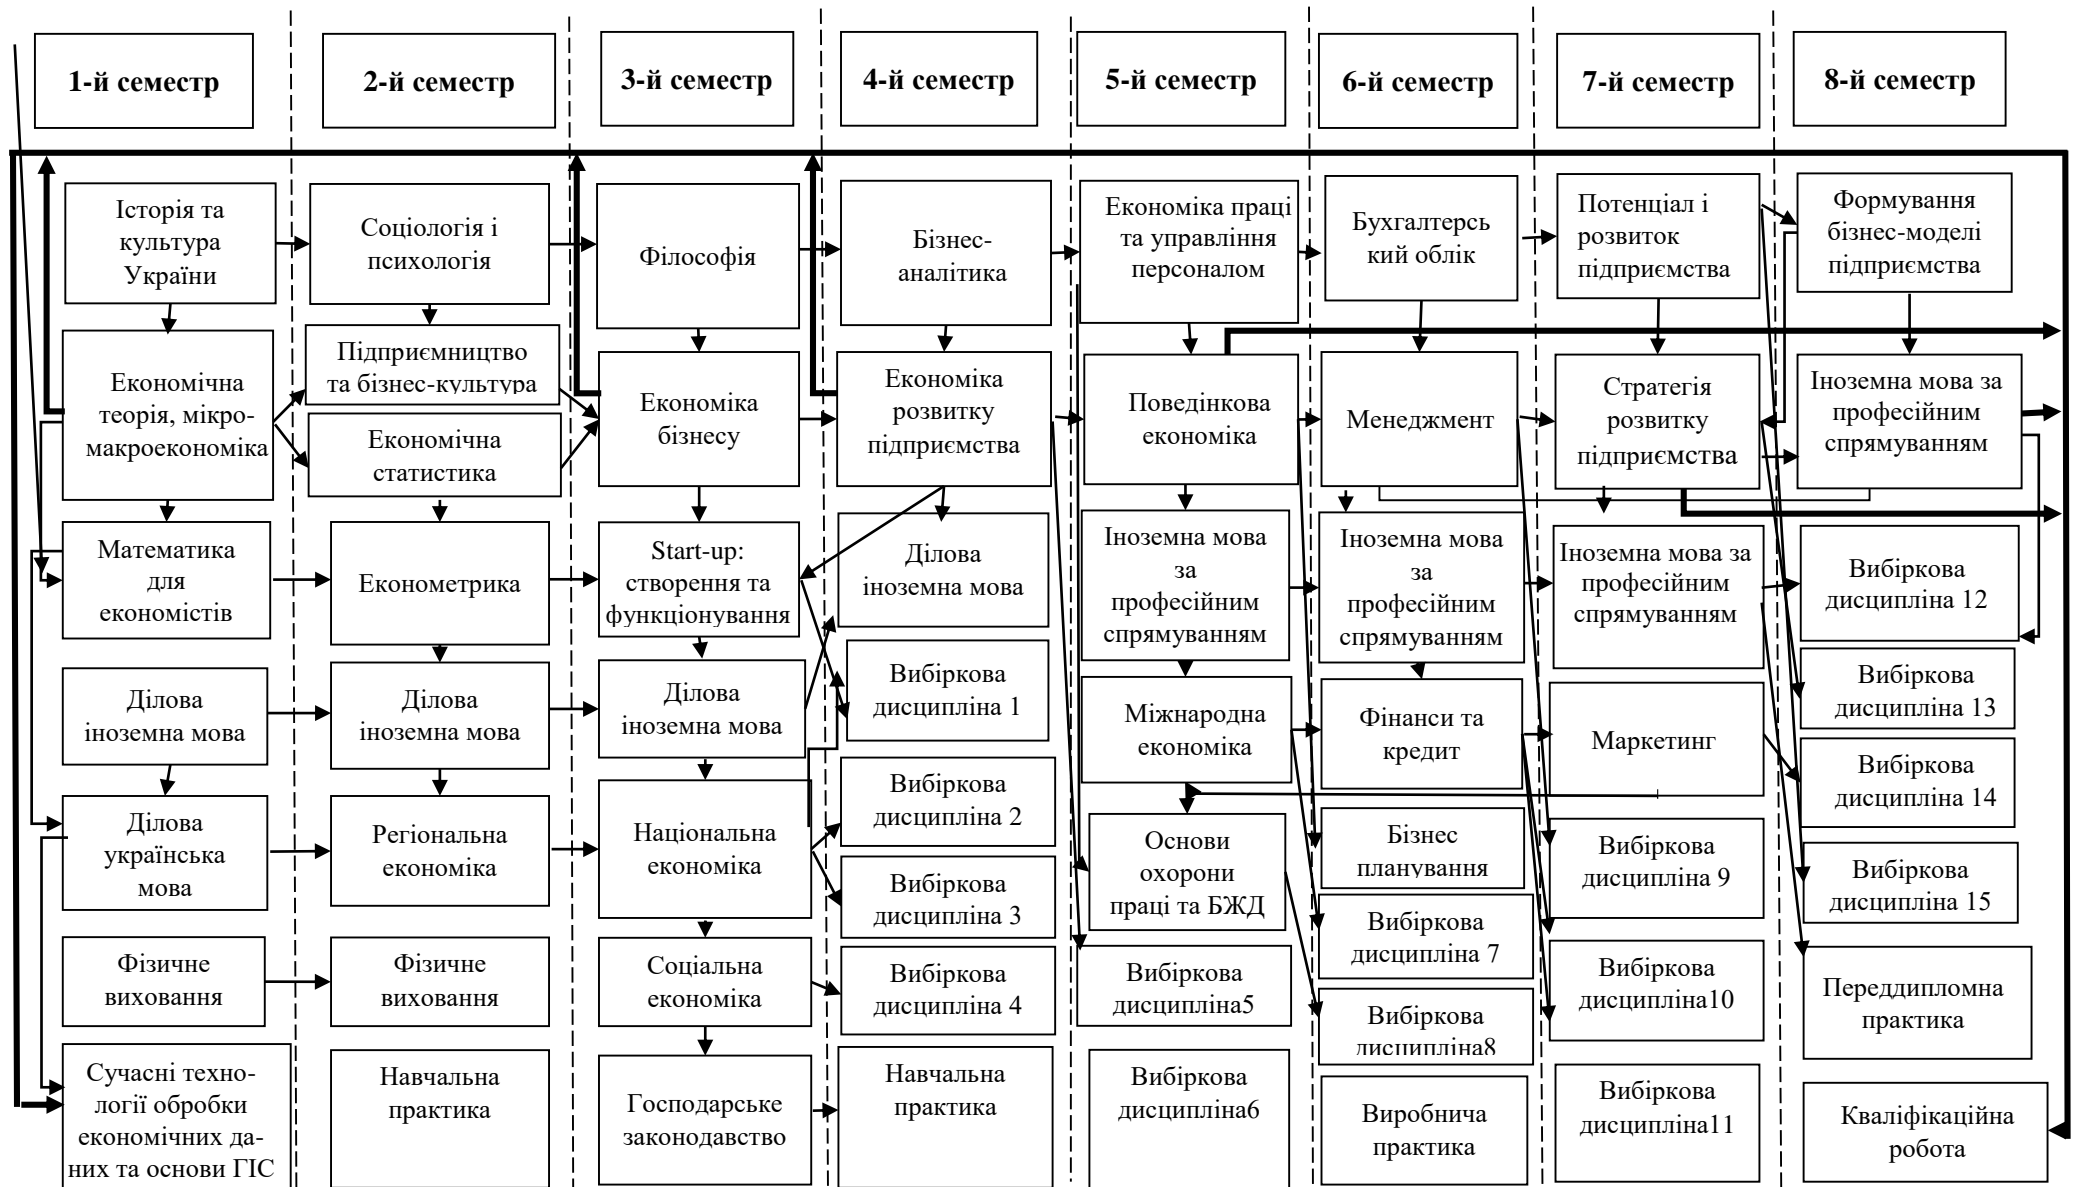 1-й семестр
2-й семестр
3-й семестр
4-й семестр
5-й семестр
6-й семестр
7-й семестр
8-й семестр
Історія та
культура
України
Економічна
теорія, мікро-
макроекономіка
Математика
для
економістів
Ділова
іноземна мова
Ділова
українська
мова
Фізичне
виховання
Сучасні техно-
логії обробки
економічних да-
них та основи ГІС
Соціологія і
психологія
Підприємництво
та бізнес-культура
Економічна
статистика
Економетрика
Ділова
іноземна мова
Регіональна
економіка
Фізичне
виховання
Навчальна
практика
Філософія
Економіка
бізнесу
Start-up:
створення та
функціонування
Ділова
іноземна мова
Національна
економіка
Соціальна
економіка
Господарське
законодавство
Бізнес-
аналітика
Економіка
розвитку
підприємства
Ділова
іноземна мова
Вибіркова
дисципліна 1
Вибіркова
дисципліна 2
Вибіркова
дисципліна 3
Вибіркова
дисципліна 4
Навчальна
практика
Економіка праці
та управління
персоналом
Поведінкова
економіка
Іноземна мова
за
професійним
спрямуванням
Міжнародна
економіка
Основи
охорони
праці та БЖД
Вибіркова
дисципліна5
Вибіркова
дисципліна6
Бухгалтерсь
кий облік
Менеджмент
Іноземна мова
за
професійним
спрямуванням
Фінанси та
кредит
Бізнес
планування
Вибіркова
дисципліна 7
Вибіркова
дисципліна8
Виробнича
практика
Потенціал і
розвиток
підприємства
Стратегія
розвитку
підприємства
Іноземна мова за
професійним
спрямуванням
Маркетинг
Вибіркова
дисципліна 9
Вибіркова
дисципліна10
Вибіркова
дисципліна11
Формування
бізнес-моделі
підприємства
Іноземна мова за
професійним
спрямуванням
Вибіркова
дисципліна 12
Вибіркова
дисципліна 13
Вибіркова
дисципліна 14
Вибіркова
дисципліна 15
Переддипломна
практика
Кваліфікаційна
робота